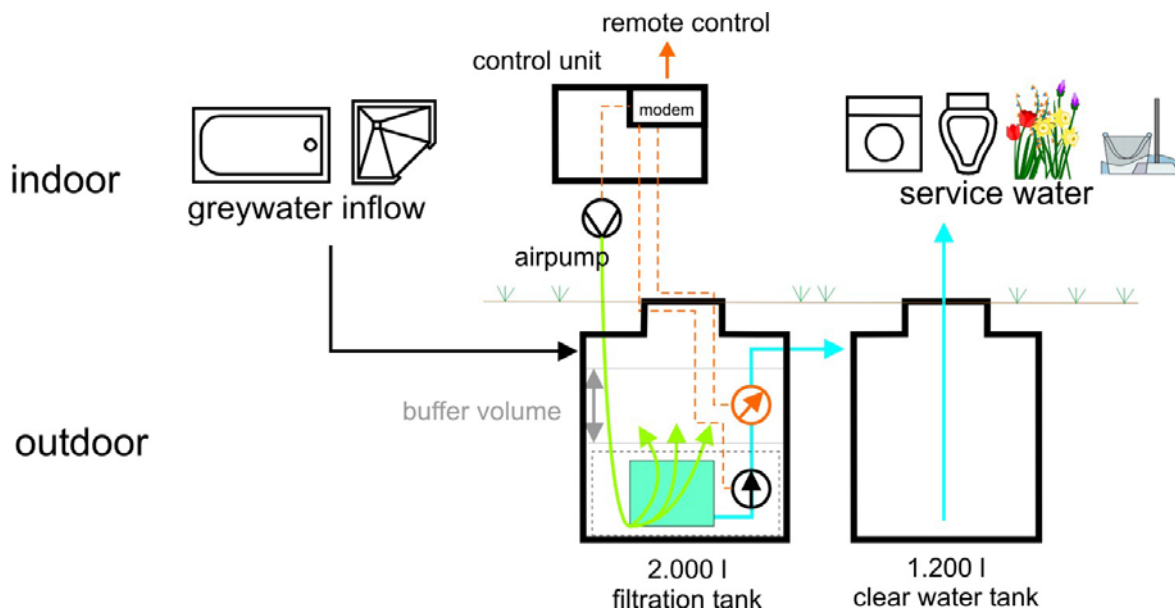 remote control
control unit
modem
indoor
greywater inflow
service water
airpump
buffer volume
outdoor
2.000 l
filtration tank
1.200 l
clear water tank